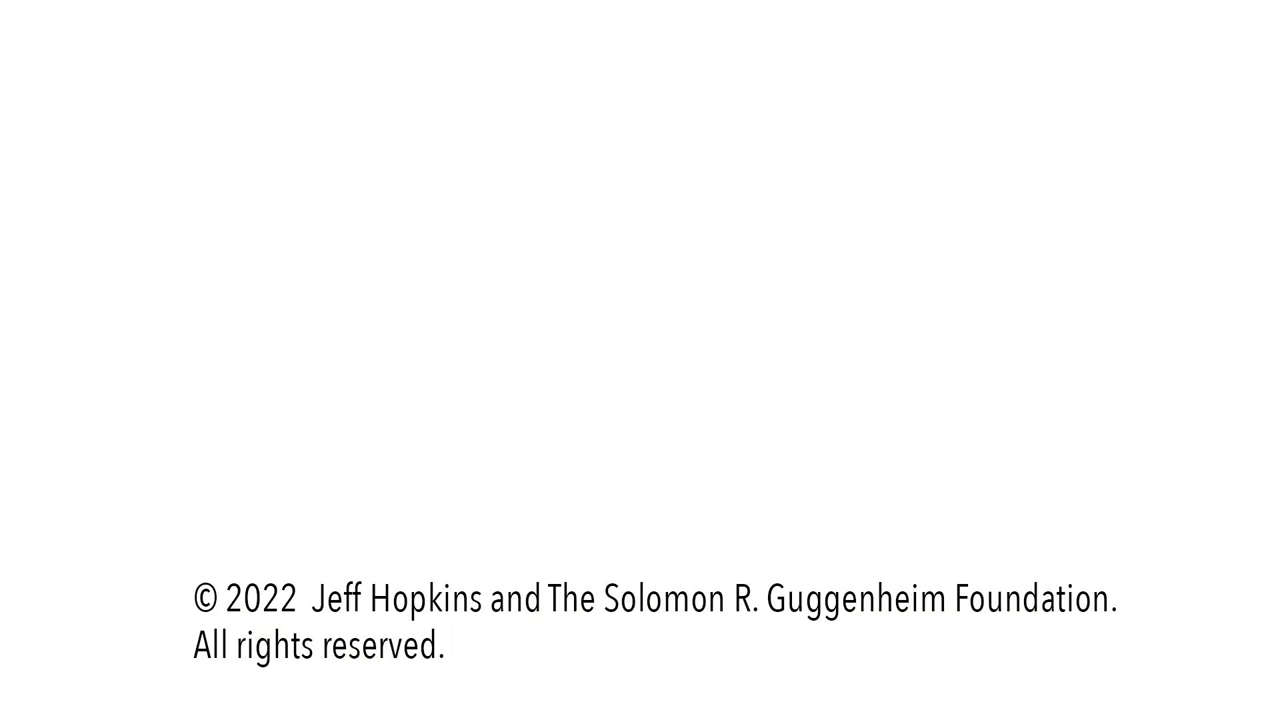 © 2022 Jeff Hopkins and The Solomon R. Guggenheim Foundation.
All rights reserved.